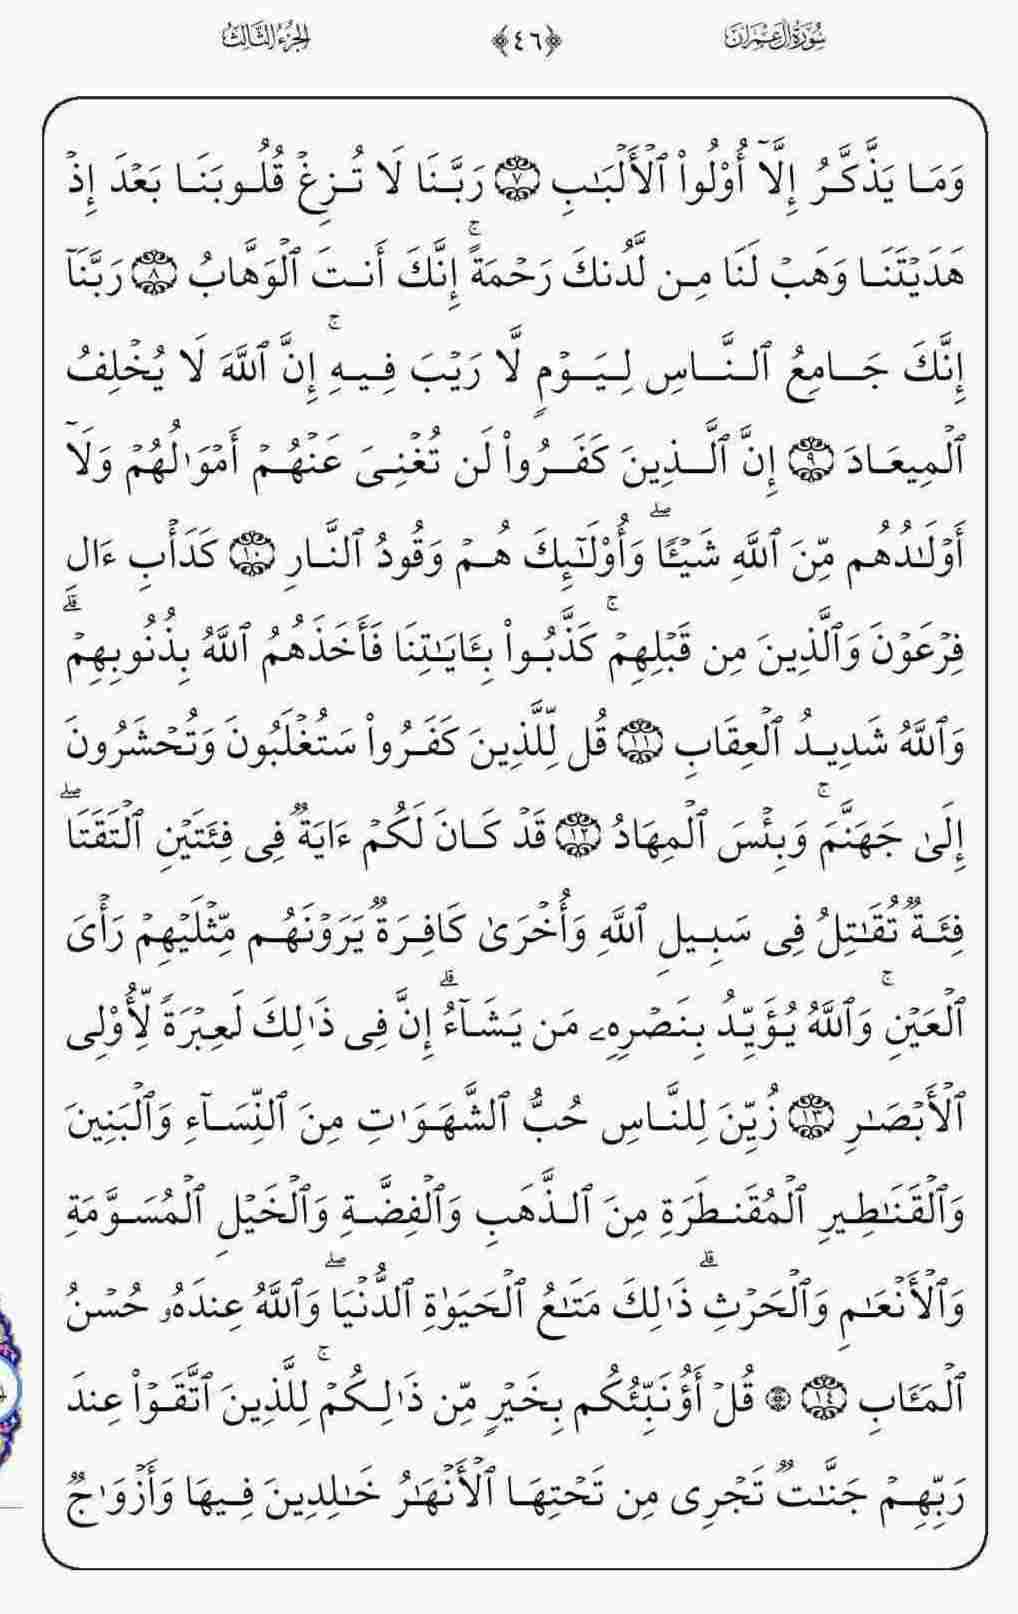 سُورَةُ آلِ عِمْرَان ﴿٤٦﴾ الجُزْءُ الثَّالِثُ
وَمَا يَذَّكَّرُ إِلَّآ أُوْلُواْ ٱلْأَلْبَٰبِ ٧ رَبَّنَا لَا تُزِغْ قُلُوبَنَا بَعْدَ إِذْ
هَدَيْتَنَا وَهَبْ لَنَا مِن لَّدُنكَ رَحْمَةًۚ إِنَّكَ أَنتَ ٱلْوَهَّابُ ٨ رَبَّنَآ
إِنَّكَ جَامِعُ ٱلنَّاسِ لِيَوْمٍ لَّا رَيْبَ فِيهِۚ إِنَّ ٱللَّهَ لَا يُخْلِفُ
ٱلْمِيعَادَ ٩ إِنَّ ٱلَّذِينَ كَفَرُواْ لَن تُغْنِىَ عَنْهُمْ أَمْوَٰلُهُمْ وَلَآ
أَوْلَٰدُهُم مِّنَ ٱللَّهِ شَيْـًٔاۖ وَأُوْلَٰٓئِكَ هُمْ وَقُودُ ٱلنَّارِ ١٠ كَدَأْبِ ءَالِ
فِرْعَوْنَ وَٱلَّذِينَ مِن قَبْلِهِمْۚ كَذَّبُواْ بِـَٔايَٰتِنَا فَأَخَذَهُمُ ٱللَّهُ بِذُنُوبِهِمْۗ
وَٱللَّهُ شَدِيدُ ٱلْعِقَابِ ١١ قُل لِّلَّذِينَ كَفَرُواْ سَتُغْلَبُونَ وَتُحْشَرُونَ
إِلَىٰ جَهَنَّمَۚ وَبِئْسَ ٱلْمِهَادُ ١٢ قَدْ كَانَ لَكُمْ ءَايَةٌ فِى فِئَتَيْنِ ٱلْتَقَتَاۖ
فِئَةٌ تُقَٰتِلُ فِى سَبِيلِ ٱللَّهِ وَأُخْرَىٰ كَافِرَةٌ يَرَوْنَهُم مِّثْلَيْهِمْ رَأْىَ
ٱلْعَيْنِۚ وَٱللَّهُ يُؤَيِّدُ بِنَصْرِهِۦ مَن يَشَآءُۗ إِنَّ فِى ذَٰلِكَ لَعِبْرَةً لِّأُوْلِى
ٱلْأَبْصَٰرِ ١٣ زُيِّنَ لِلنَّاسِ حُبُّ ٱلشَّهَوَٰتِ مِنَ ٱلنِّسَآءِ وَٱلْبَنِينَ
وَٱلْقَنَٰطِيرِ ٱلْمُقَنطَرَةِ مِنَ ٱلذَّهَبِ وَٱلْفِضَّةِ وَٱلْخَيْلِ ٱلْمُسَوَّمَةِ
وَٱلْأَنْعَٰمِ وَٱلْحَرْثِۗ ذَٰلِكَ مَتَٰعُ ٱلْحَيَوٰةِ ٱلدُّنْيَاۖ وَٱللَّهُ عِندَهُۥ حُسْنُ
ٱلْمَـَٔابِ ١٤ ۞ قُلْ أَؤُنَبِّئُكُم بِخَيْرٍ مِّن ذَٰلِكُمْۚ لِلَّذِينَ ٱتَّقَوْاْ عِندَ
رَبِّهِمْ جَنَّٰتٌ تَجْرِى مِن تَحْتِهَا ٱلْأَنْهَٰرُ خَٰلِدِينَ فِيهَا وَأَزْوَٰجٌ